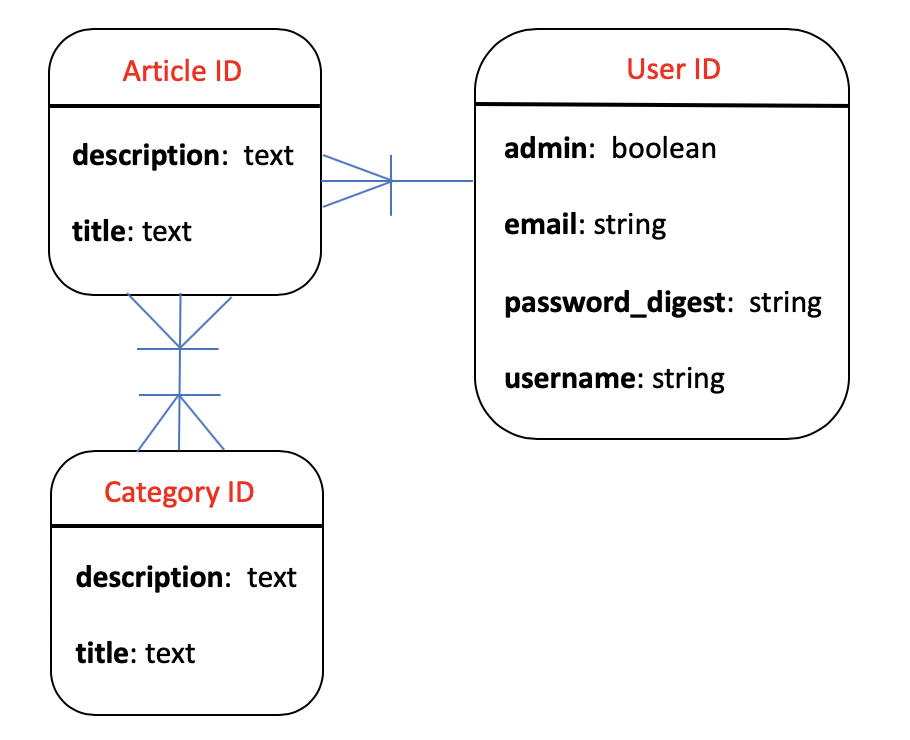 Article ID
description:  text
title: text
User ID
admin:  boolean
email: string
password_digest:  string
username: string
Category ID
description:  text
title: text